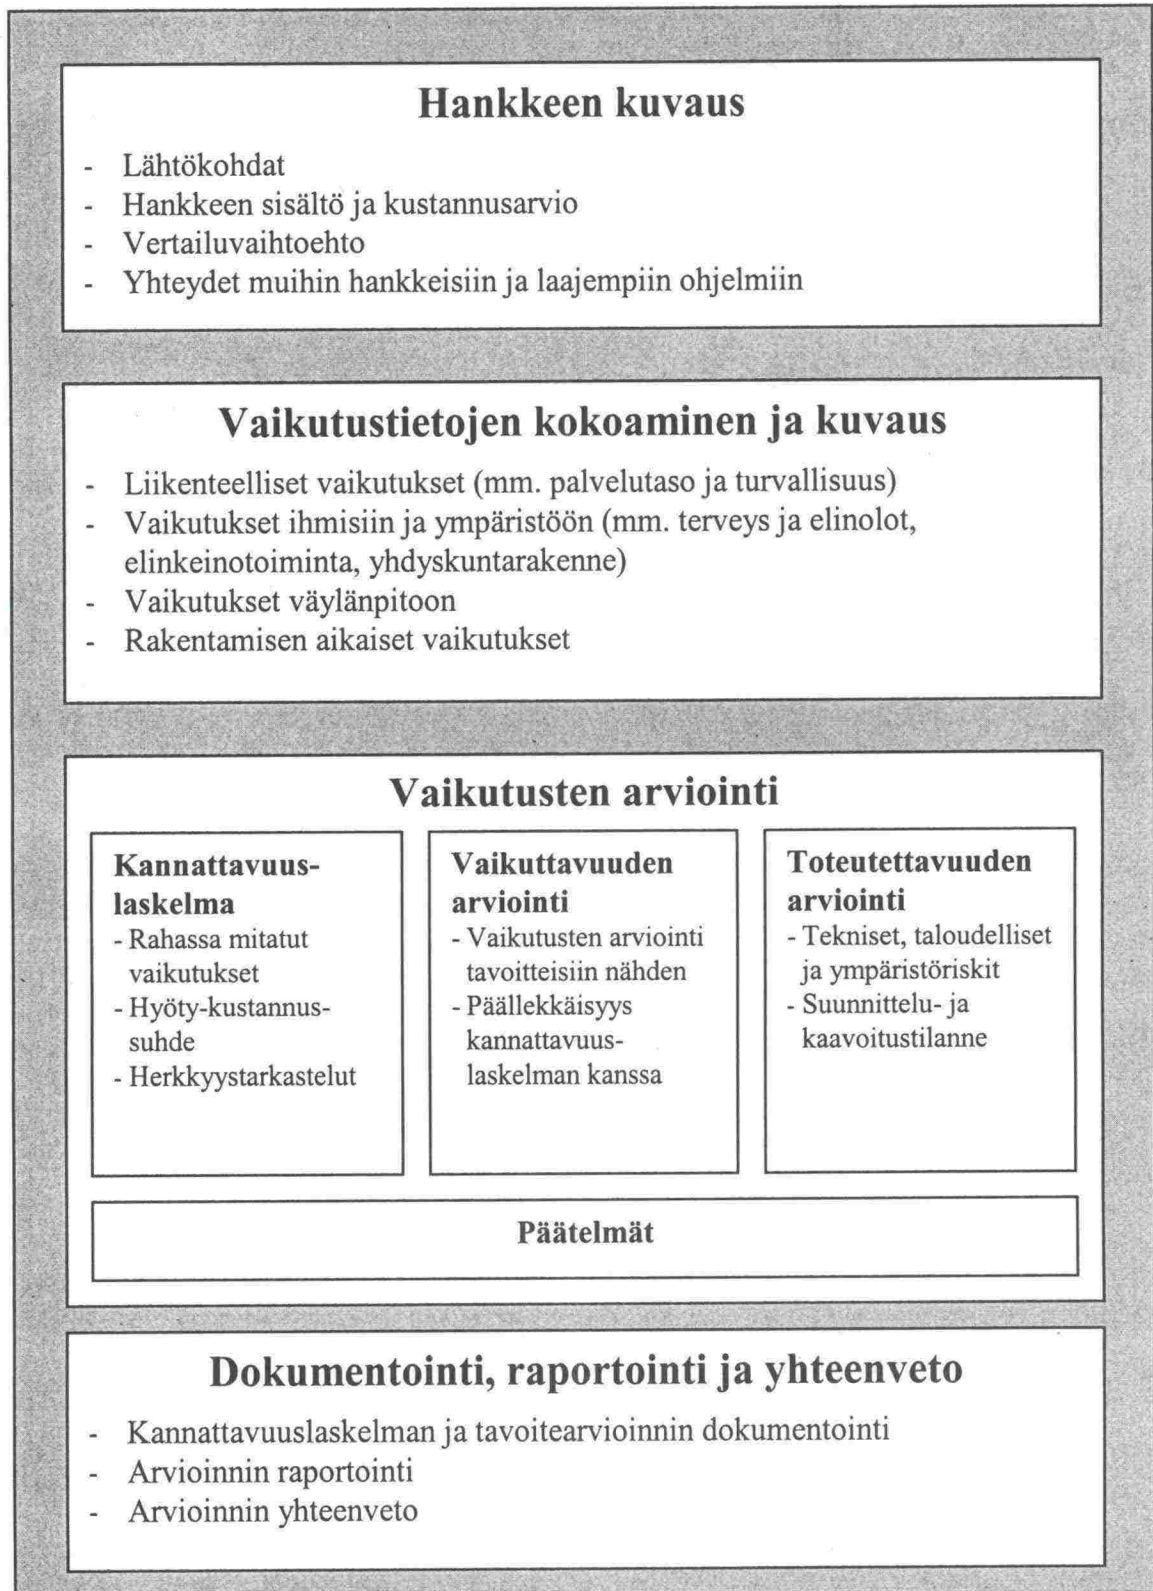 Hankkeen kuvaus
- Lähtökohdat
- Hankkeen sisältö ja kustannusarvio
- Vertailuvaihtoehto
- Yhteydet muihin hankkeisiin ja laajempiin ohjelmiin
Vaikutustietojen kokoaminen ja kuvaus
- Liikenteelliset vaikutukset (mm. palvelutaso ja turvallisuus)
- Vaikutukset ihmisiin ja ympäristöön (mm. terveys ja elinolot,
elinkeinotoiminta, yhdyskuntarakenne)
- Vaikutukset väylänpitoon
- Rakentamisen aikaiset vaikutukset
Vaikutusten arviointi
Kannattavuus-
laskelma
- Rahassa mitatut
vaikutukset
- Hyöty-kustannus-
suhde
- Herkkyystarkastelut
Vaikuttavuuden
arviointi
- Vaikutusten arviointi
tavoitteisiin nähden
- Päällekkäisyys
kannattavuus-
laskelman kanssa
Toteutettavuuden
arviointi
- Tekniset, taloudelliset
ja ympäristöriskit
- Suunnittelu- ja
kaavoitustilanne
Päätelmät
Dokumentointi, raportointi ja yhteenveto
- Kannattavuuslaskelman ja tavoitearvioinnin dokumentointi
- Arvioinnin raportointi
- Arvioinnin yhteenveto